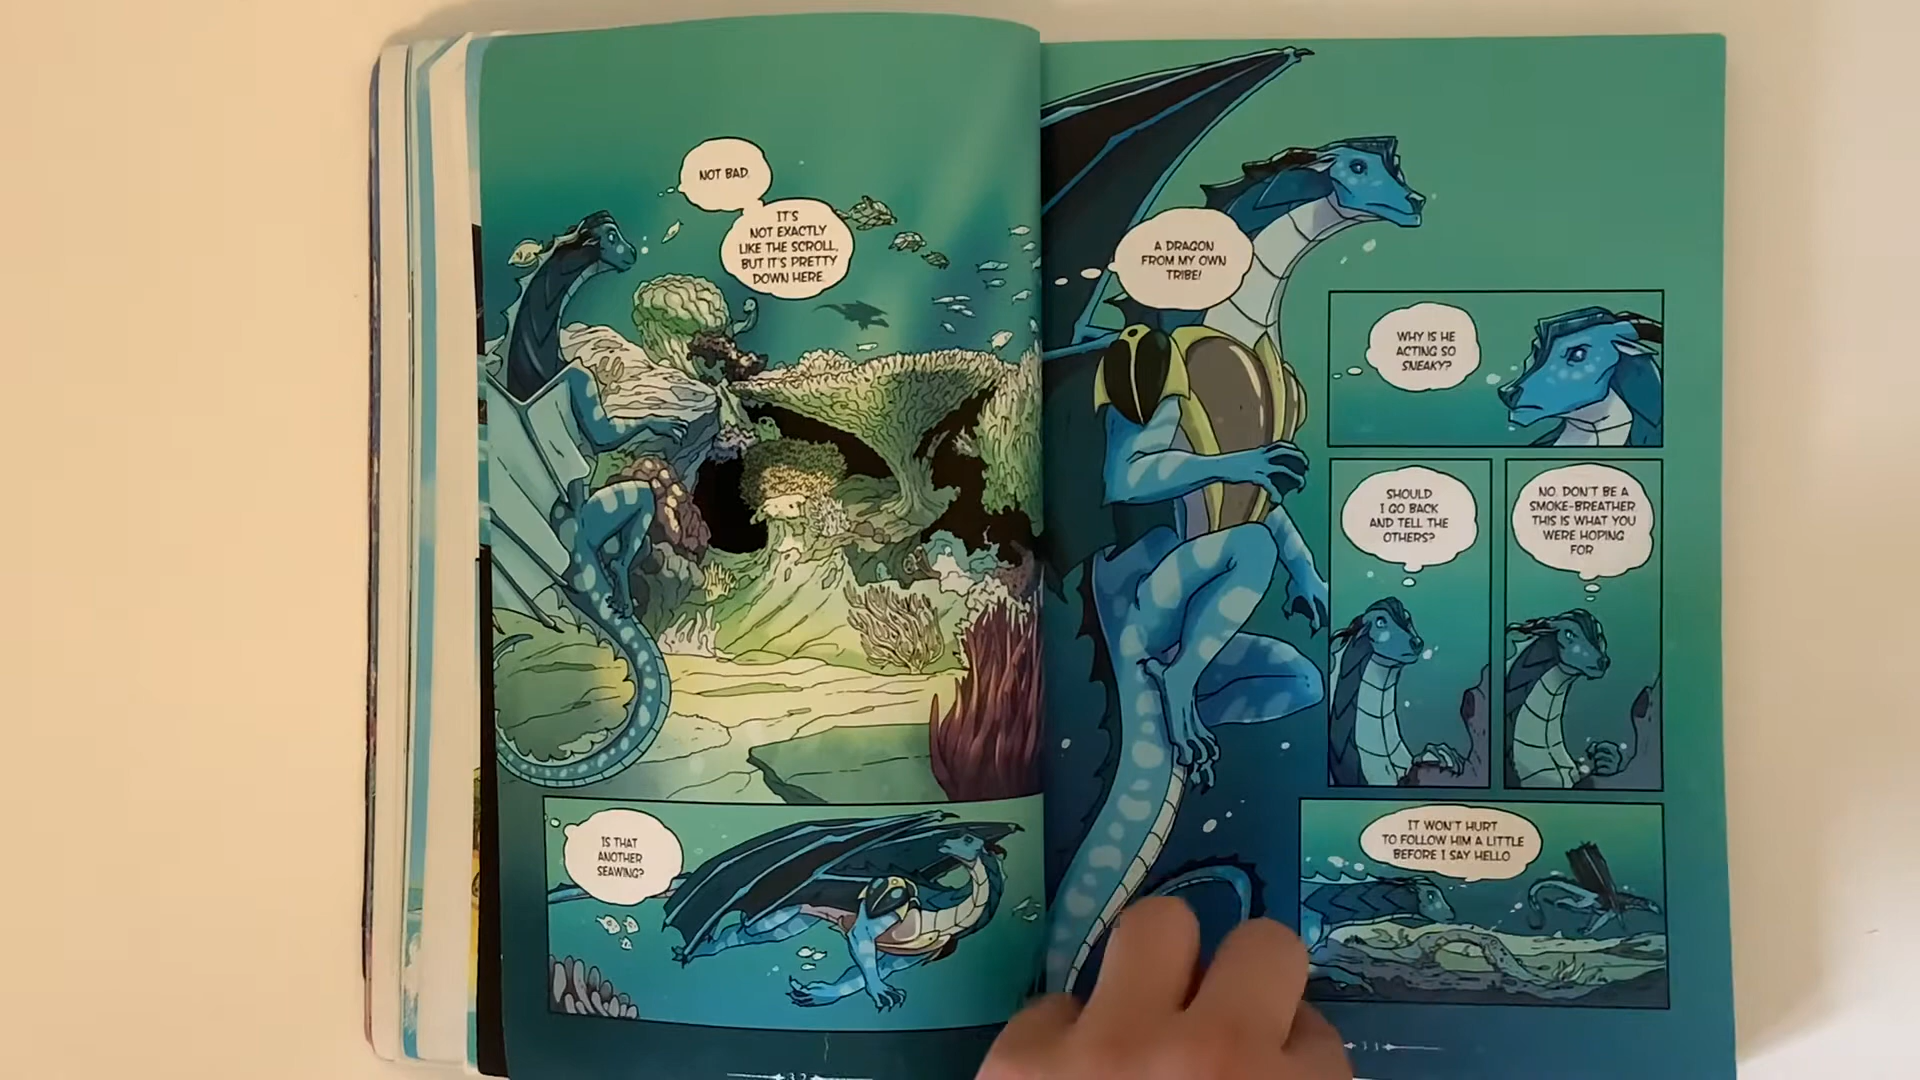 NOT BAD.
IT'S
NOT EXACTLY
LIKE THE SCROLL,
BUT IT'S PRETTY
DOWN HERE.
IS THAT
ANOTHER
SEAWING?
32
A DRAGON
FROM MY OWN
TRIBE!
WHY IS HE
ACTING SO
SNEAKY?
SHOULD
I GO BACK
AND TELL THE
OTHERS?
NO. DON'T BE A
SMOKE-BREATHER
THIS IS WHAT YOU
WERE HOPING
FOR
IT WON'T HURT
TO FOLLOW HIM A LITTLE
BEFORE I SAY HELLO
33